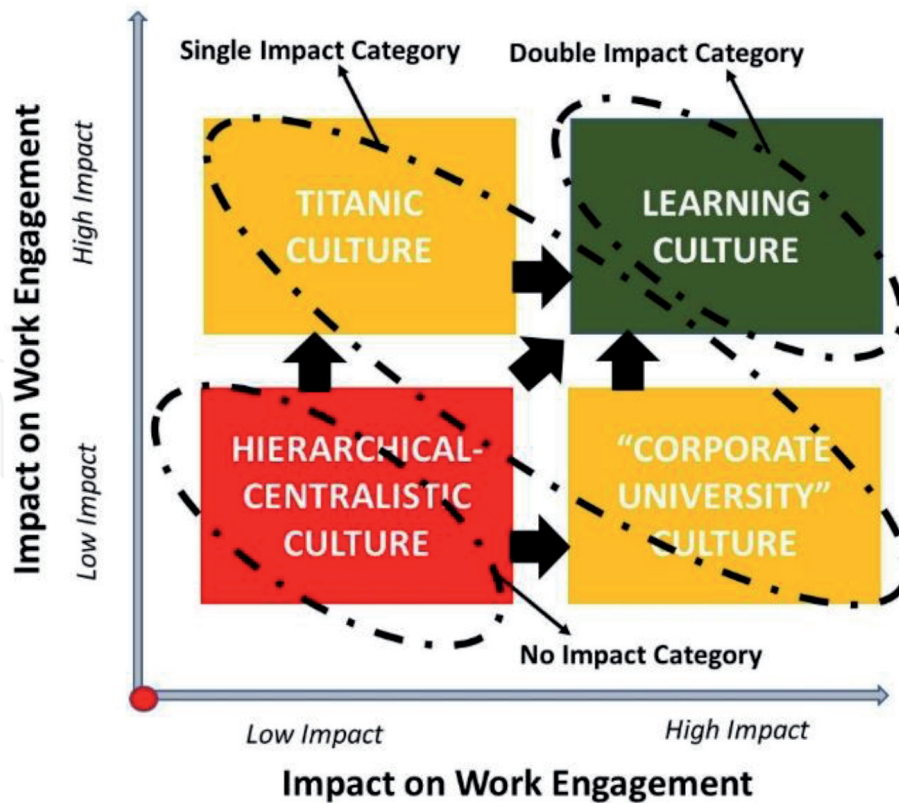 Single Impact Category
Double Impact Category
Impact on Work Engagement
High Impact
Low Impact
TITANIC
CULTURE
LEARNING
CULTURE
HIERARCHICAL-
CENTRALISTIC
CULTURE
“CORPORATE
UNIVERSITY”
CULTURE
No Impact Category
Low Impact
High Impact
Impact on Work Engagement